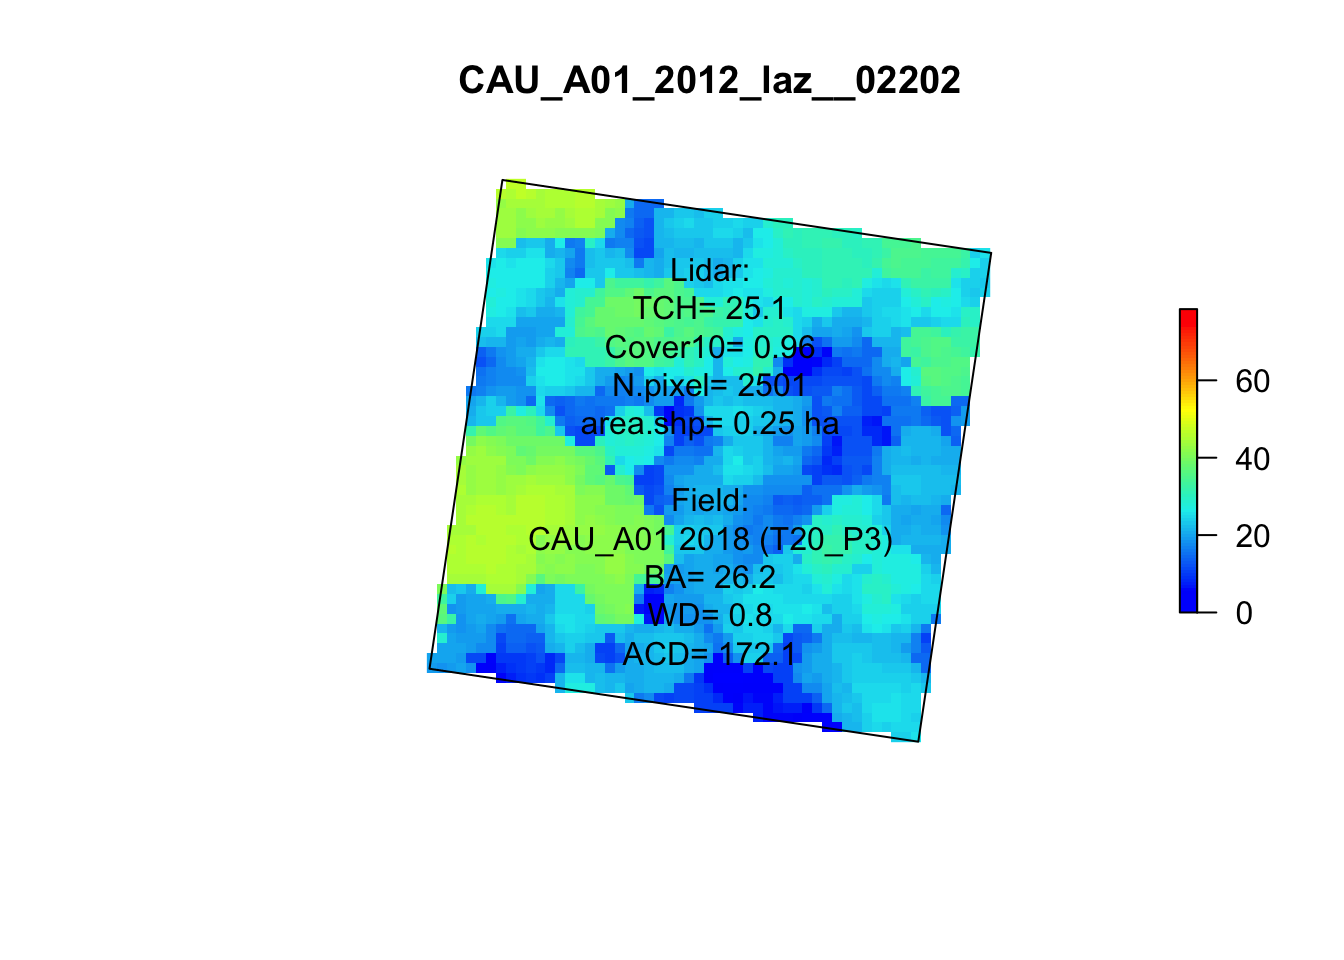 CAU_A01_2012_laz__02202
Lidar:
TCH= 25.1
Cover10= 0.96
N.pixel= 2501
area.shp= 0.25 ha
Field:
CAU_A01 2018 (T20_P3)
BA= 26.2
WD= 0.8
ACD= 172.1
60
40
20
0